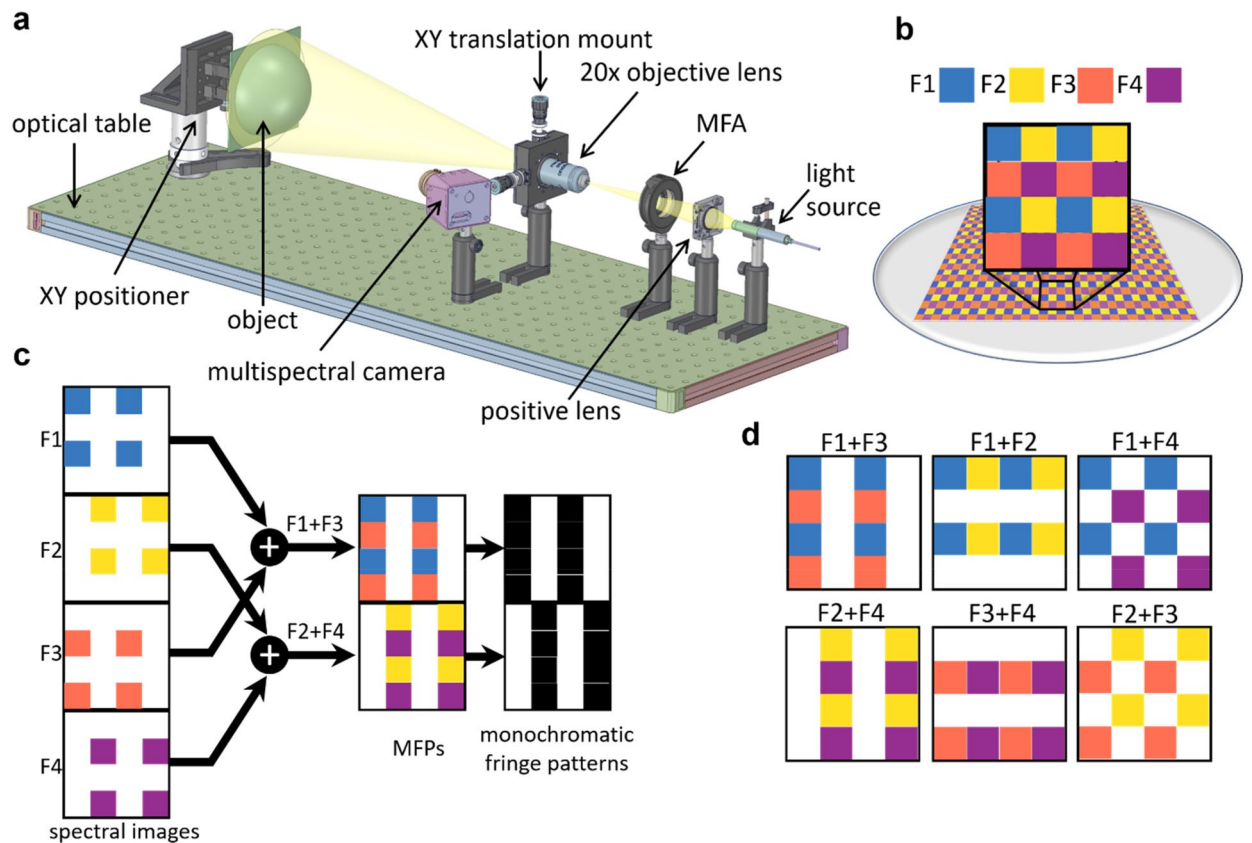 a
XY translation mount
20x objective lens
optical table
MFA
light
source
XY positioner
object
multispectral camera
positive lens
b
F1 F2 F3 F4
c
F1
F2
F3
F4
F1+F3
F2+F4
MFPs
monochromatic
fringe patterns
spectral images
d
F1+F3 F1+F2 F1+F4
F2+F4 F3+F4 F2+F3